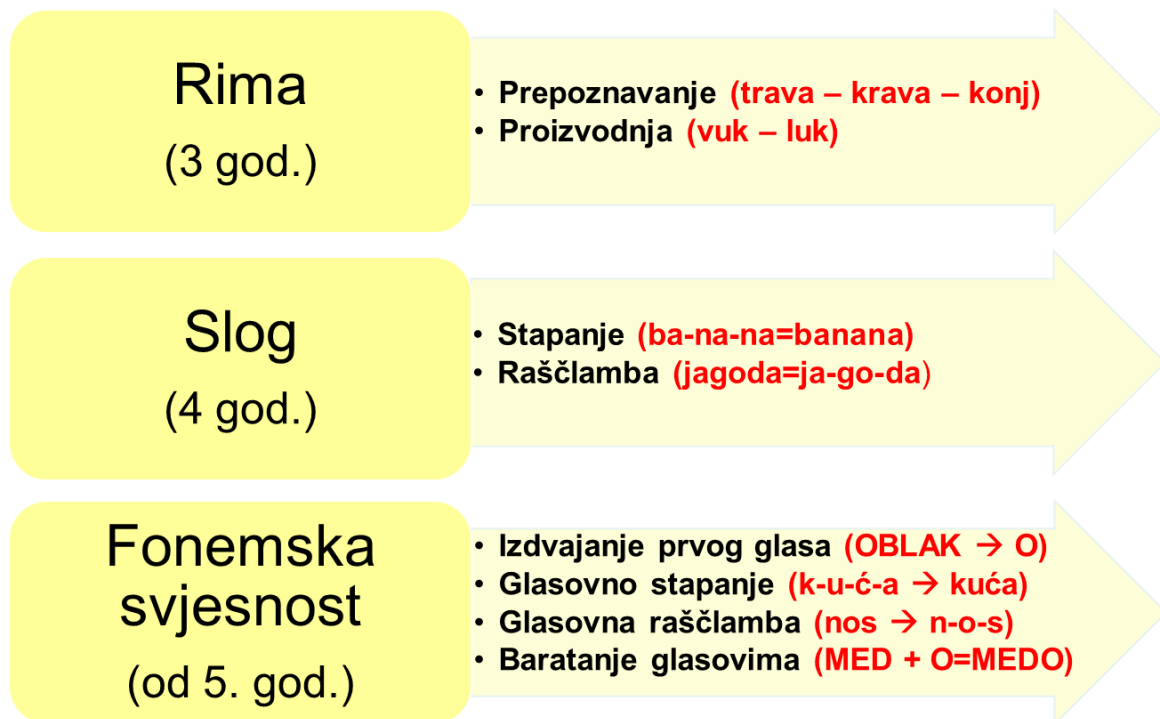 Rima
(3 god.)
• Prepoznavanje (trava – krava – konj)
• Proizvodnja (vuk – luk)
Slog
(4 god.)
• Stapanje (ba-na-na=banana)
• Raščlamba (jagoda=ja-go-da)
Fonemska
svjesnost
(od 5. god.)
• Izdvajanje prvog glasa (OBLAK → O)
• Glasovno stapanje (k-u-ć-a → kuća)
• Glasovna raščlamba (nos → n-o-s)
• Baratanje glasovima (MED + O=MEDO)